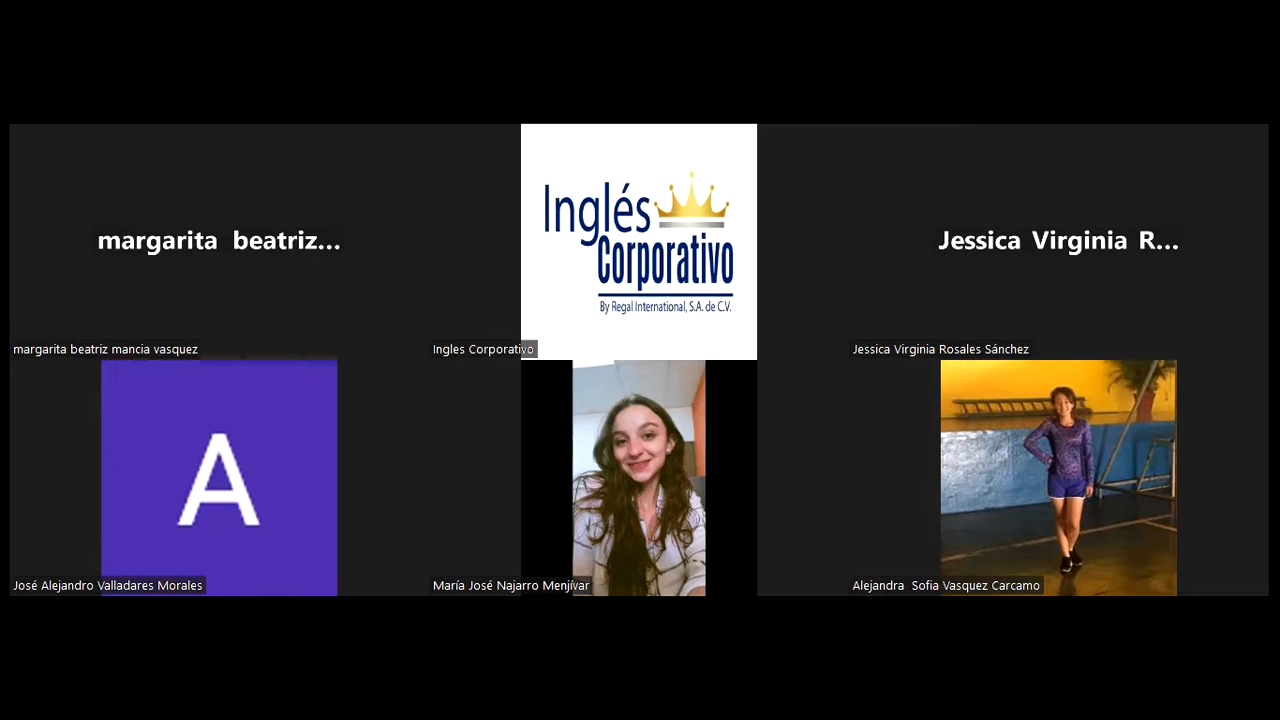 margarita beatriz...
Inglés
Corporativo
By Regal International, S.A. de C.V.
Jessica Virginia R...
margarita beatriz mancia vasquez
Ingles Corporativo
Jessica Virginia Rosales Sánchez
A
José Alejandro Valladares Morales
María José Najarro Menjívar
Alejandra Sofia Vasquez Carcamo